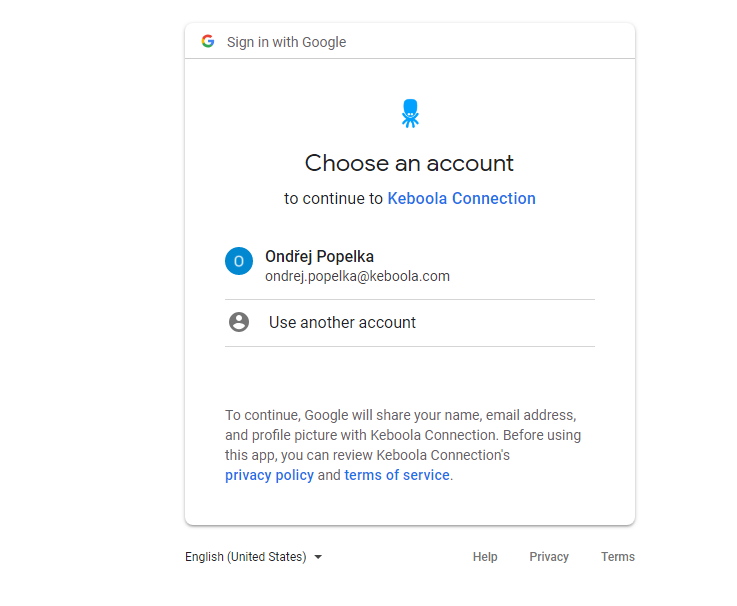 Sign in with Google
Choose an account
to continue to Keboola Connection
O
Ondřej Popelka
ondrej.popelka@keboola.com
Use another account
To continue, Google will share your name, email address,
and profile picture with Keboola Connection. Before using
this app, you can review Keboola Connection's
privacy policy and terms of service.
English (United States) Help Privacy Terms